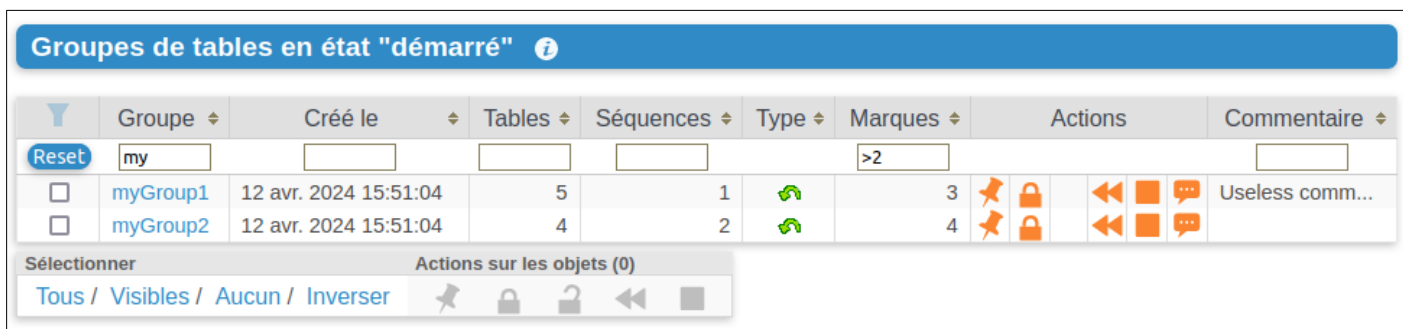 Groupes de tables en état "démarré" i
Groupe Créé le Tables Séquences Type Marques Actions Commentaire
Reset my >2
myGroup1 12 avr. 2024 15:51:04 5 1 3 Useless comm...
myGroup2 12 avr. 2024 15:51:04 4 2 4
Sélectionner Actions sur les objets (0)
Tous / Visibles / Aucun / Inverser